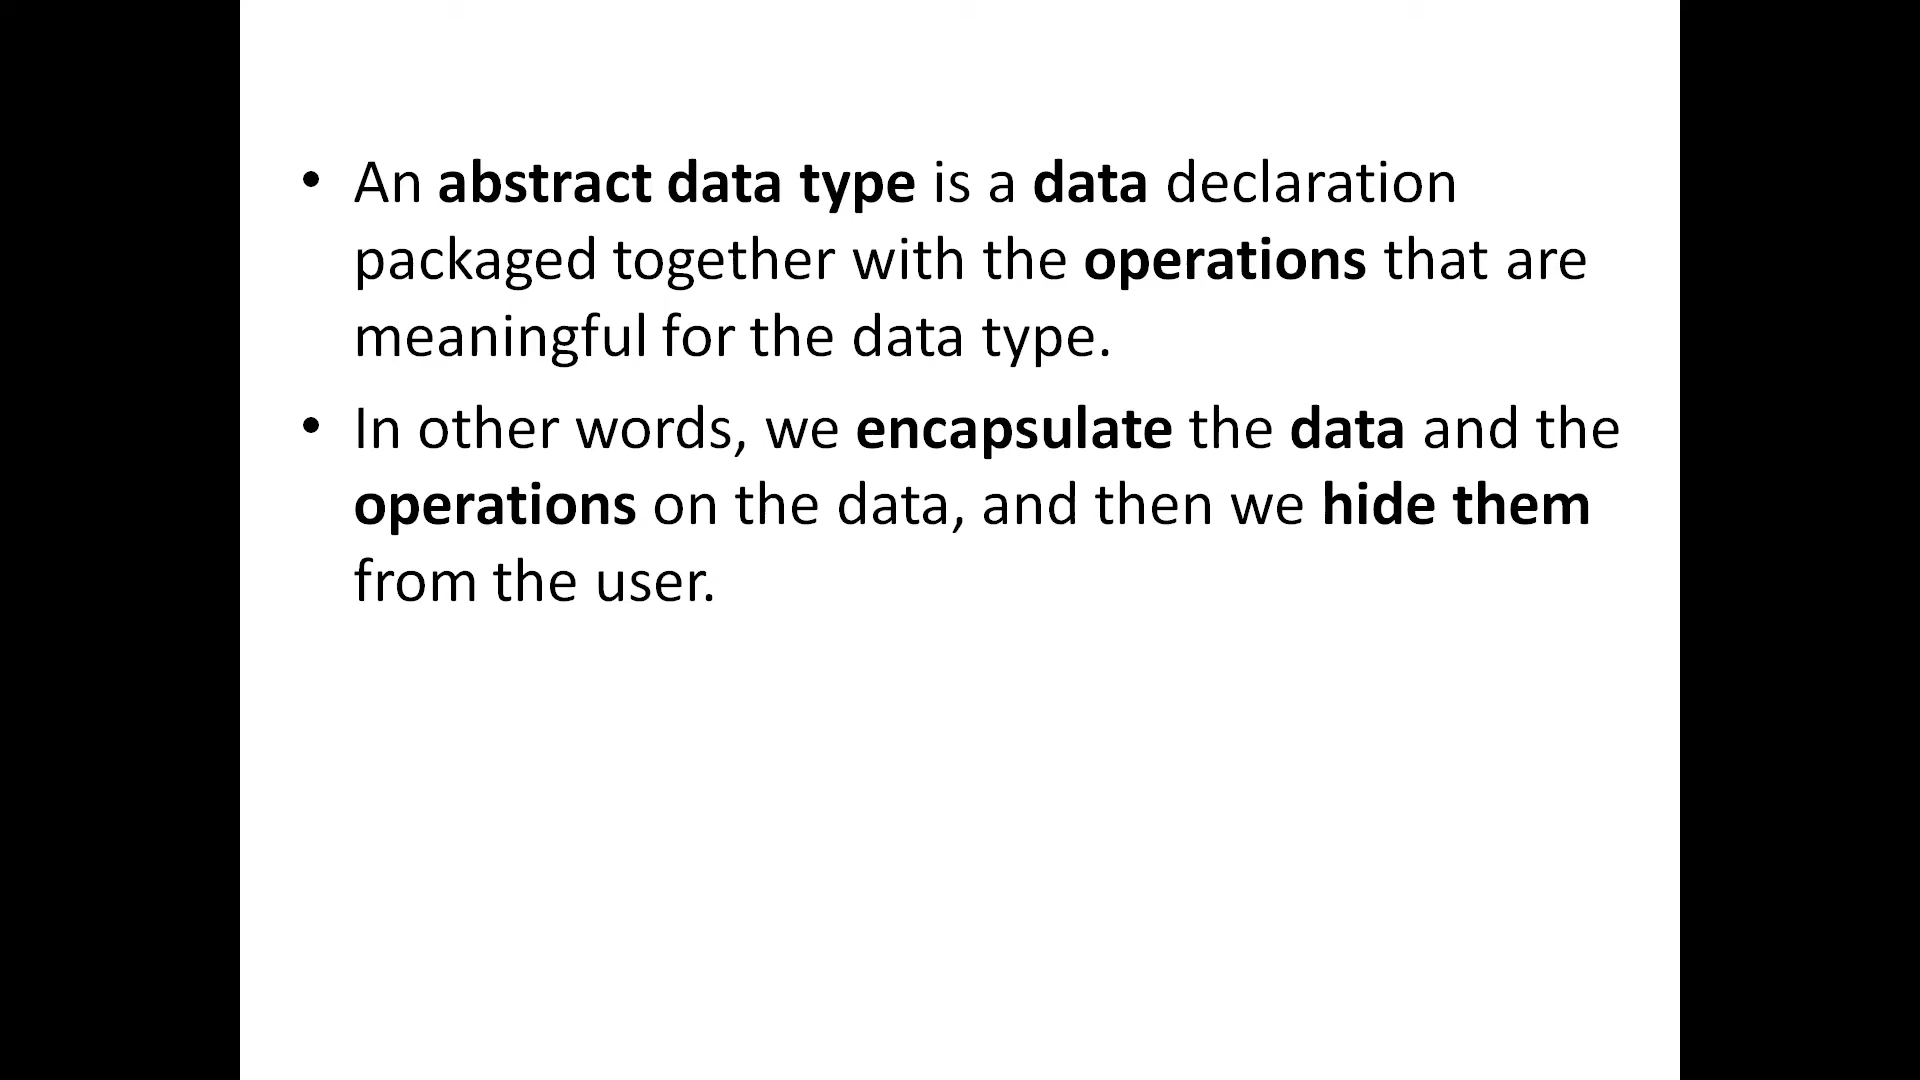 • An abstract data type is a data declaration
packaged together with the operations that are
meaningful for the data type.
• In other words, we encapsulate the data and the
operations on the data, and then we hide them
from the user.